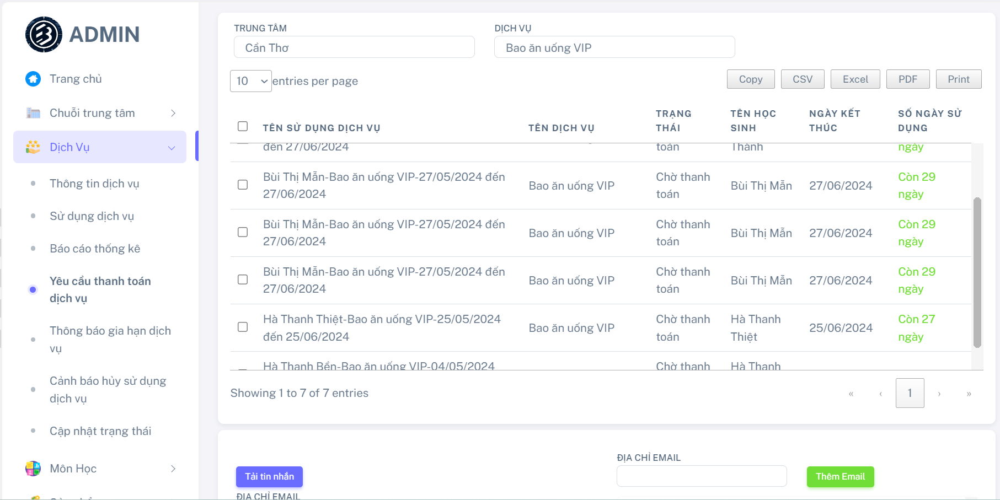 ADMIN
Trang chủ
Chuỗi trung tâm
Dịch Vụ
Thông tin dịch vụ
Sử dụng dịch vụ
Báo cáo thống kê
Yêu cầu thanh toán
dịch vụ
Thông báo gia hạn dịch
vụ
Cảnh báo hủy sử dụng
dịch vụ
Cập nhật trạng thái
Môn Học
TRUNG TÂM
Cần Thơ
DỊCH VỤ
Bao ăn uống VIP
10 entries per page
Copy CSV Excel PDF Print
TÊN SỬ DỤNG DỊCH VỤ
TÊN DỊCH VỤ
TRẠNG
THÁI
TÊN HỌC
SINH
NGÀY KẾT
THÚC
SỐ NGÀY SỬ
DỤNG
đến 27/06/2024
toán
Thanh
ngày
Bùi Thị Mẫn-Bao ăn uống VIP-27/05/2024 đến
27/06/2024
Bao ăn uống VIP
Chờ thanh
toán
Bùi Thị Mẫn
27/06/2024
Còn 29
ngày
Bùi Thị Mẫn-Bao ăn uống VIP-27/05/2024 đến
27/06/2024
Bao ăn uống VIP
Chờ thanh
toán
Bùi Thị Mẫn
27/06/2024
Còn 29
ngày
Bùi Thị Mẫn-Bao ăn uống VIP-27/05/2024 đến
27/06/2024
Bao ăn uống VIP
Chờ thanh
toán
Bùi Thị Mẫn
27/06/2024
Còn 29
ngày
Hà Thanh Thiệt-Bao ăn uống VIP-25/05/2024
đến 25/06/2024
Bao ăn uống VIP
Chờ thanh
toán
Hà Thanh
Thiệt
25/06/2024
Còn 27
ngày
Hà Thanh Bền-Bao ăn uống VIP-04/05/2024
Chờ thanh
Hà Thanh
Showing 1 to 7 of 7 entries
« ‹ 1 › »
Tải tin nhắn
ĐỊA CHỈ EMAIL
Thêm Email
ĐỊA CHỈ EMAIL